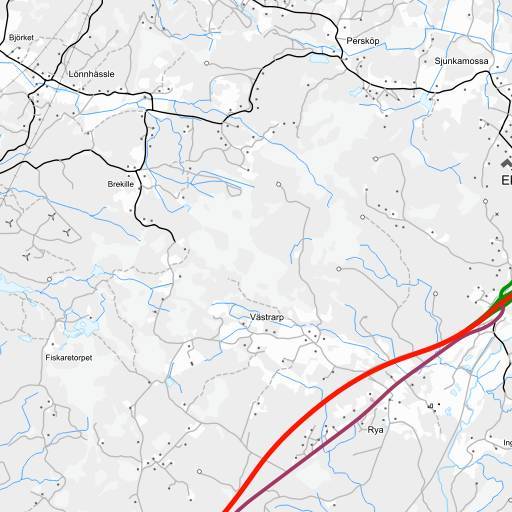 Björket
Perskop
Sjunkamossa
Lönnhässle
Brekille
Västrarp
Fiskaretorpet
Rya